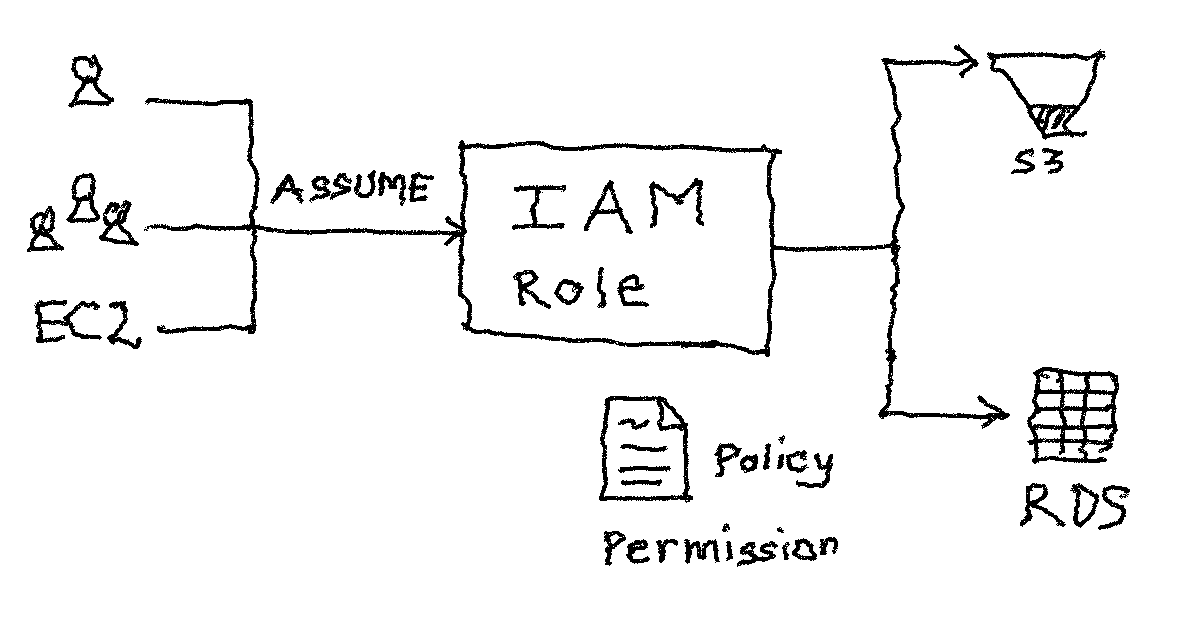 ASSUME
EC2
IAM
Role
S3
Policy
Permission
RDS